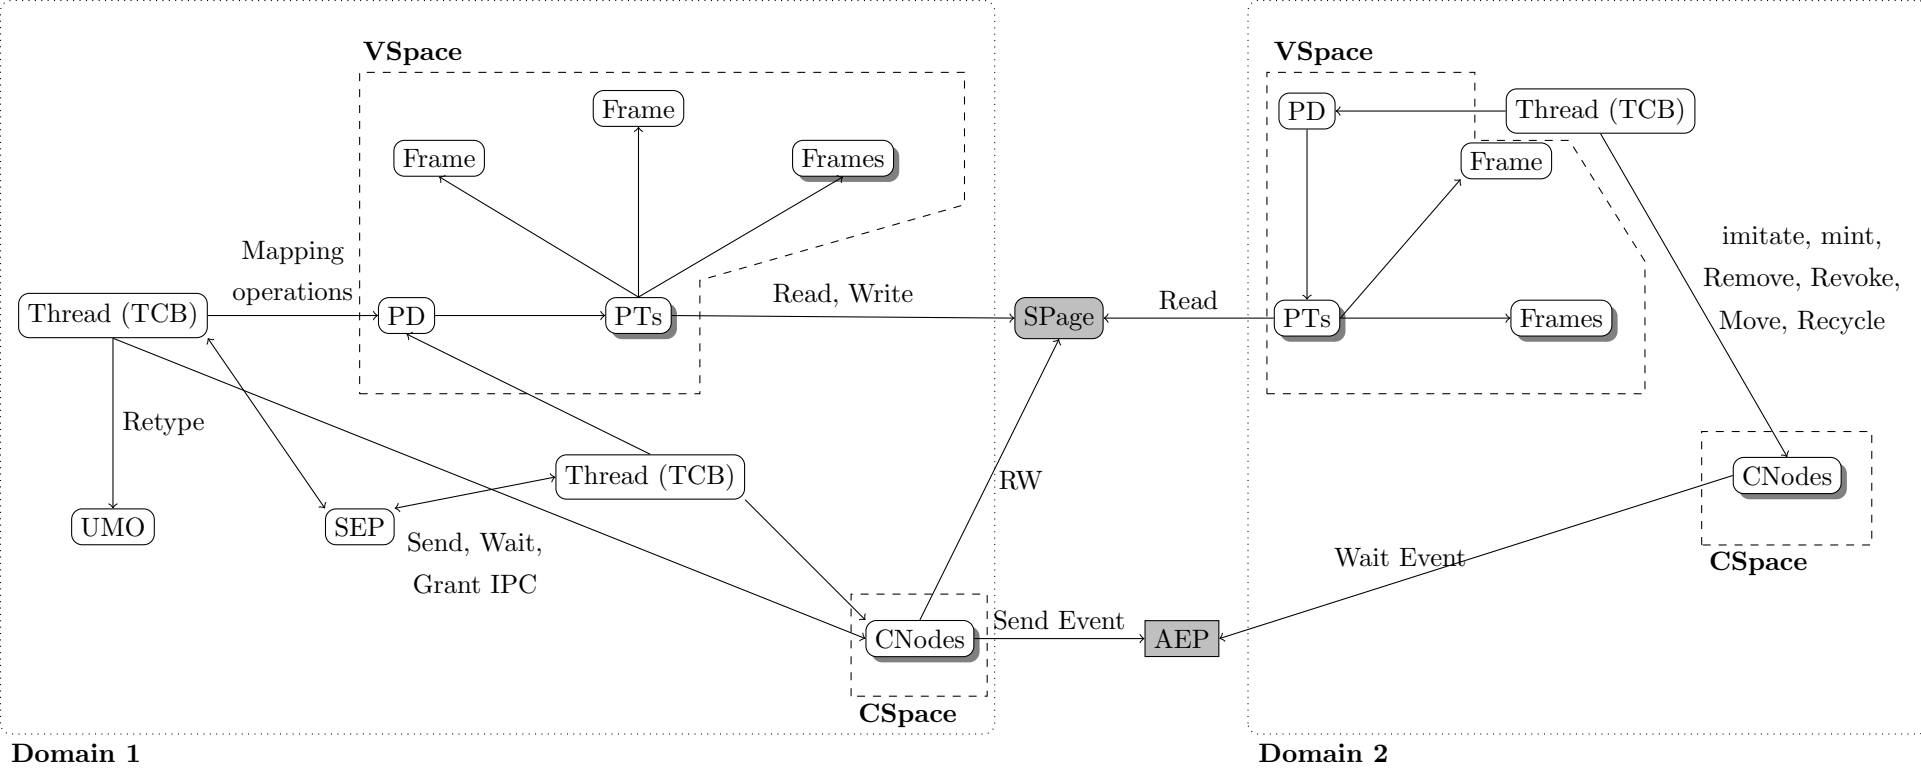 VSpace
VSpace
Frame
PD
Thread (TCB)
Frame
Frames
Frame
Mapping
operations
imitate, mint,
Remove, Revoke,
Move, Recycle
Thread (TCB)
PD
PTs
Read, Write
SPage
Read
PTs
Frames
Retype
Thread (TCB)
RW
CNodes
UMO
SEP
Send, Wait,
Grant IPC
Wait Event
CSpace
CNodes
Send Event
AEP
CSpace
Domain 1
Domain 2